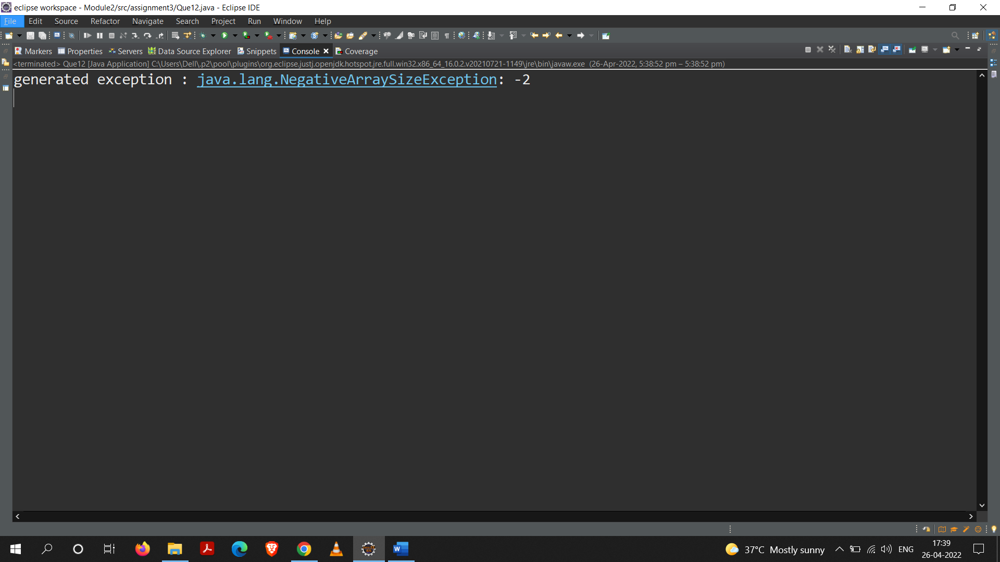 eclipse workspace - Module2/src/assignment3/Que12.java - Eclipse IDE
File Edit Source Refactor Navigate Search Project Run Window Help
Markers Properties Servers Data Source Explorer Snippets Console Coverage
<terminated> Que12 [Java Application] C:\Users\Dell\.p2\pool\plugins\org.eclipse.justj.openjdk.hotspot.jre.full.win32.x86_64_16.0.2.v20210721-1149\jre\bin\javaw.exe (26-Apr-2022, 5:38:52 pm – 5:38:52 pm)
generated exception : java.lang.NegativeArraySizeException: -2
37°C Mostly sunny ENG
17:39
26-04-2022